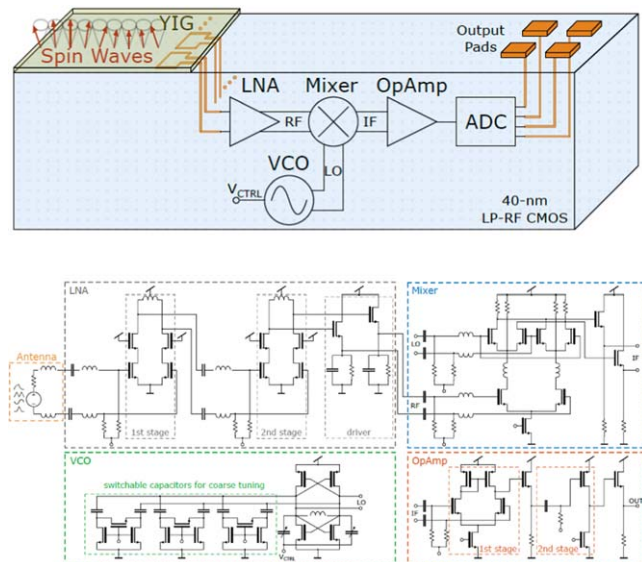 YIG
Spin Waves
Output
Pads
LNA
Mixer
OpAmp
RF
IF
ADC
VCO
LO
V_CTRL
40-nm
LP-RF CMOS
LNA
Mixer
Antenna
LO
IF
RF
1st stage
2nd stage
driver
VCO
OpAmp
switchable capacitors for coarse tuning
LO
V_CTRL
IF
OUT
1st stage
2nd stage